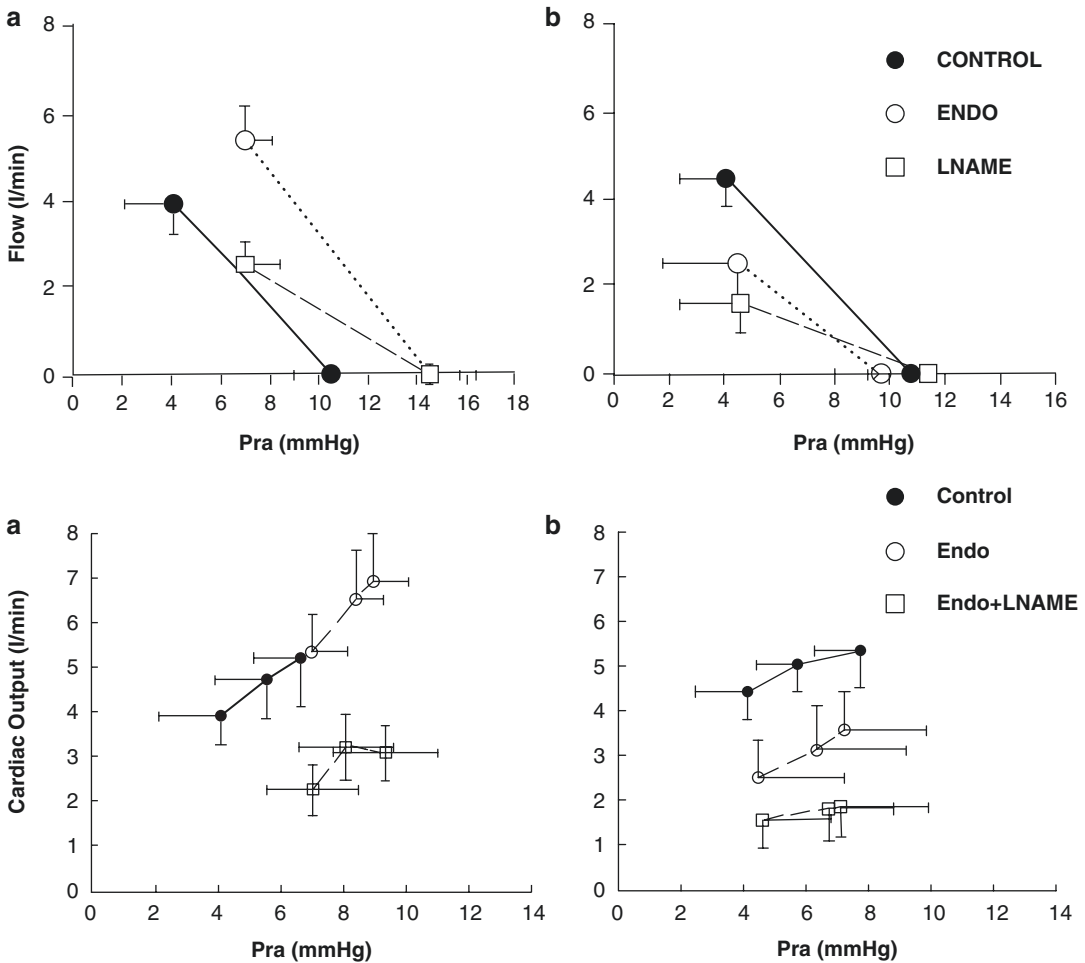 a
8
6
4
2
0
Flow (l/min)
0 2 4 6 8 10 12 14 16 18
Pra (mmHg)
b
8
6
4
2
0
0 2 4 6 8 10 12 14 16
Pra (mmHg)
CONTROL
ENDO
LNAME
a
8
7
6
5
4
3
2
1
0
Cardiac Output (l/min)
0 2 4 6 8 10 12 14
Pra (mmHg)
b
8
7
6
5
4
3
2
1
0
0 2 4 6 8 10 12 14
Pra (mmHg)
Control
Endo
Endo+LNAME